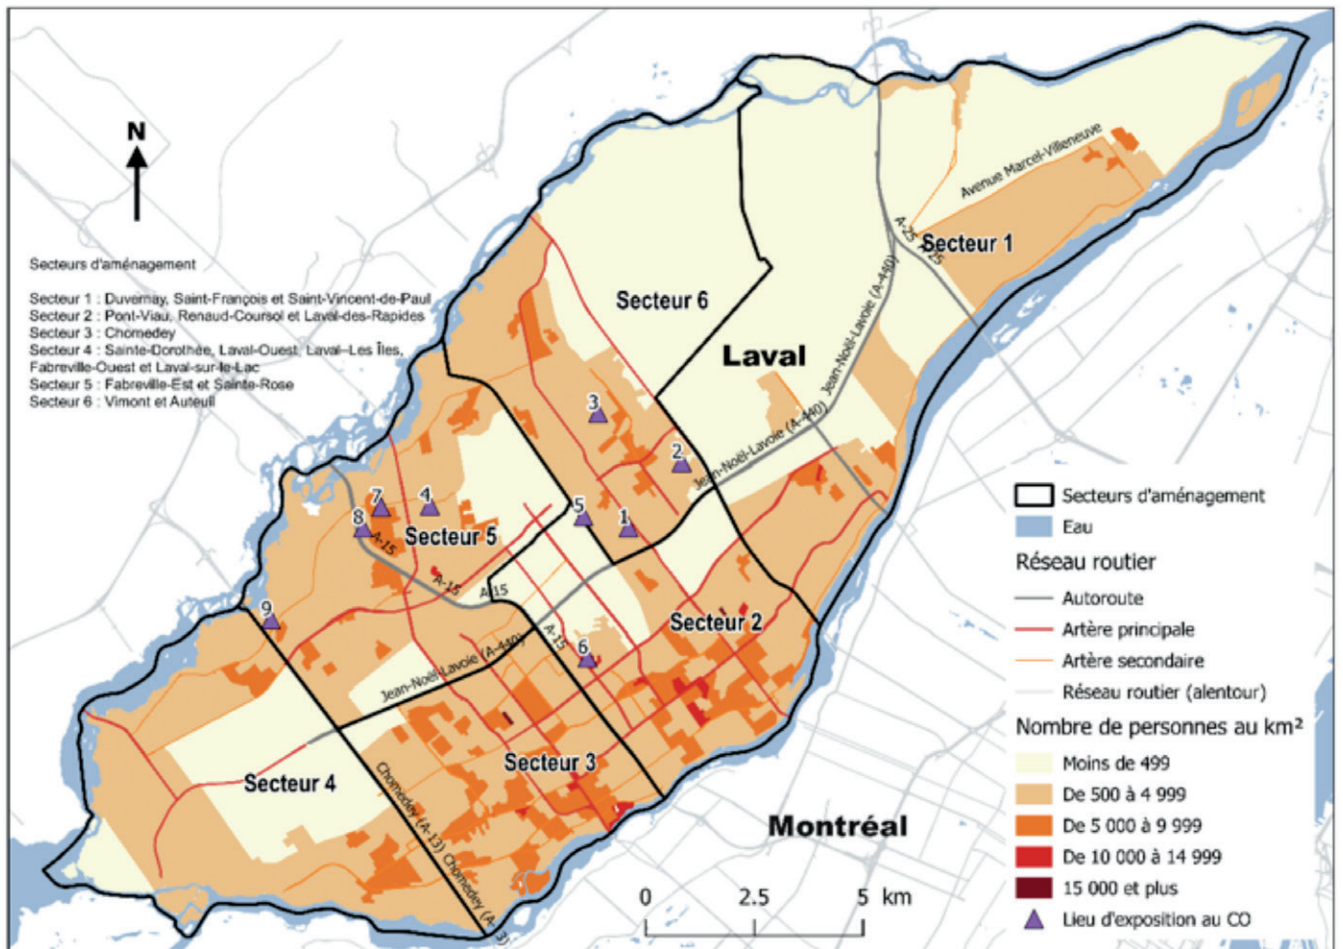 N
Secteurs d'aménagement
Secteur 1 : Duvernay, Saint-François et Saint-Vincent-de-Paul
Secteur 2 : Pont-Viau, Renaud-Coursol et Laval-des-Rapides
Secteur 3 : Chomedey
Secteur 4 : Sainte-Dorothée, Laval-Ouest, Laval–Les Îles,
Fabreville-Ouest et Laval-sur-le-Lac
Secteur 5 : Fabreville-Est et Sainte-Rose
Secteur 6 : Vimont et Auteuil
Avenue Marcel-Villeneuve
A-25
A-25
Secteur 1
Secteur 6
Laval
Jean-Noël-Lavoie (A-440)
Jean-Noël-Lavoie (A-440)
3
2
7
4
8
5
1
A-15
Secteur 5
A-15
A-15
9
A-15
6
Secteur 2
Jean-Noël-Lavoie (A-440)
Secteur 3
Secteur 4
Chomedey (A-13)
Chomedey (A-13)
Montréal
0 2.5 5 km
Secteurs d'aménagement
Eau
Réseau routier
Autoroute
Artère principale
Artère secondaire
Réseau routier (alentour)
Nombre de personnes au km²
Moins de 499
De 500 à 4 999
De 5 000 à 9 999
De 10 000 à 14 999
15 000 et plus
Lieu d'exposition au CO